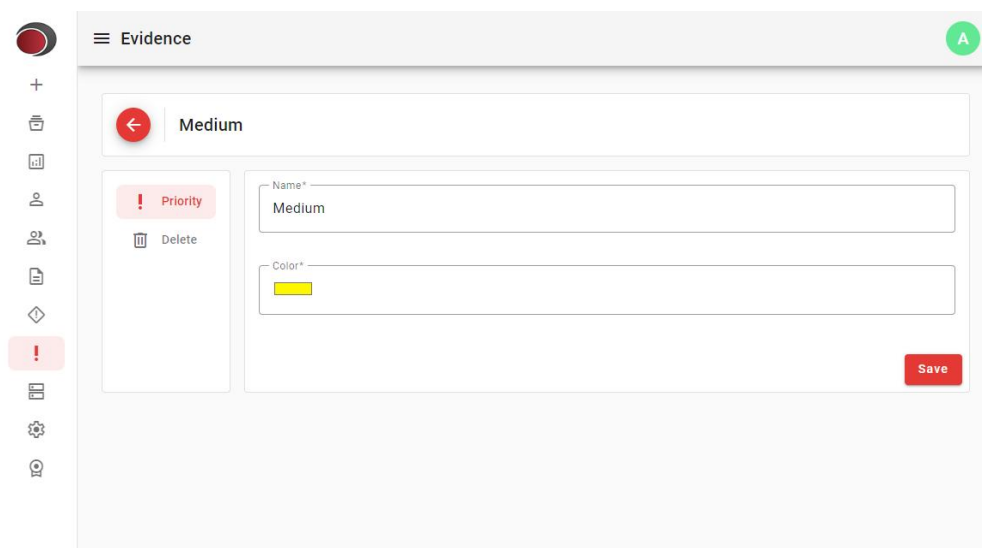 Evidence
A
Medium
Priority
Delete
Name*
Medium
Color*
Save